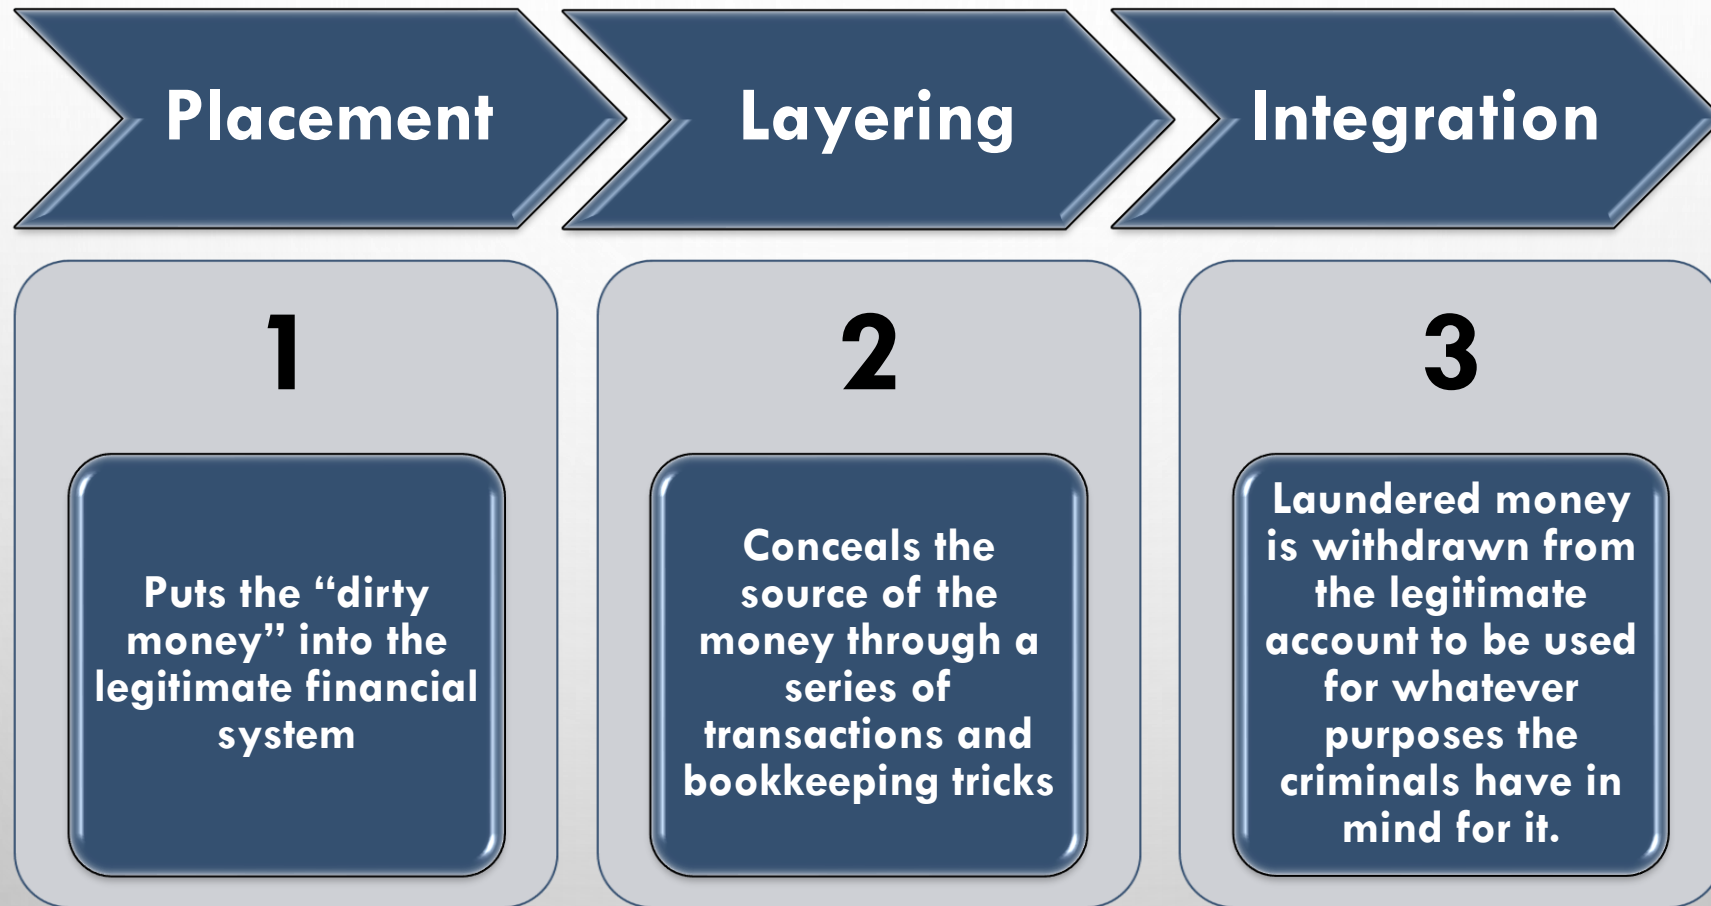 Placement
Layering
Integration
1
Puts the “dirty
money” into the
legitimate financial
system
2
Conceals the
source of the
money through a
series of
transactions and
bookkeeping tricks
3
Laundered money
is withdrawn from
the legitimate
account to be used
for whatever
purposes the
criminals have in
mind for it.